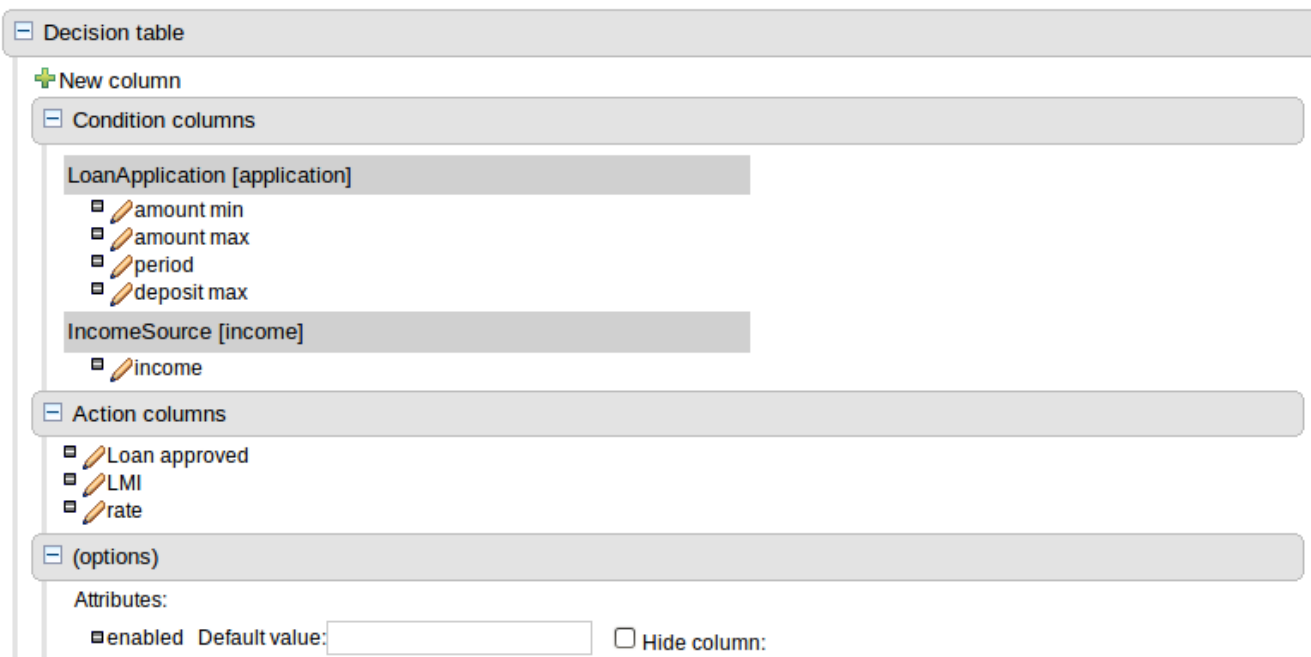 Decision table
New column
Condition columns
LoanApplication [application]
amount min
amount max
period
deposit max
IncomeSource [income]
income
Action columns
Loan approved
LMI
rate
(options)
Attributes:
enabled Default value: Hide column: